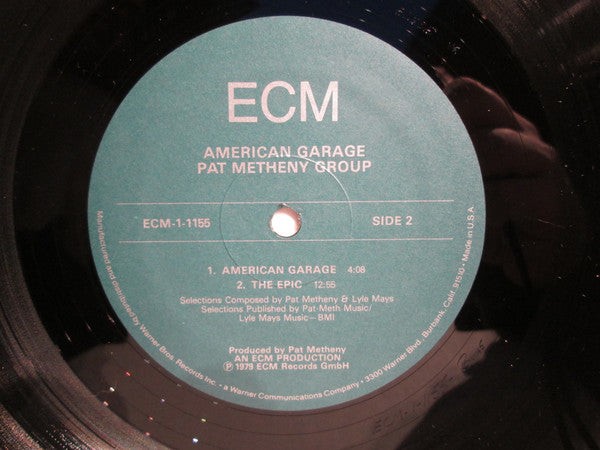 ECM
AMERICAN GARAGE
PAT METHENY GROUP
ECM-1-1155
SIDE 2
1. AMERICAN GARAGE 4:08
2. THE EPIC 12:55
Selections Composed by Pat Metheny & Lyle Mays
Selections Published by Pat-Meth Music/
Lyle Mays Music—BMI
Produced by Pat Metheny
AN ECM PRODUCTION
Ⓟ 1979 ECM Records GmbH
Manufactured and distributed by Warner Bros. Records Inc. • a Warner Communications Company • 3300 Warner Blvd., Burbank, Calif. 91510 • Made in U.S.A.